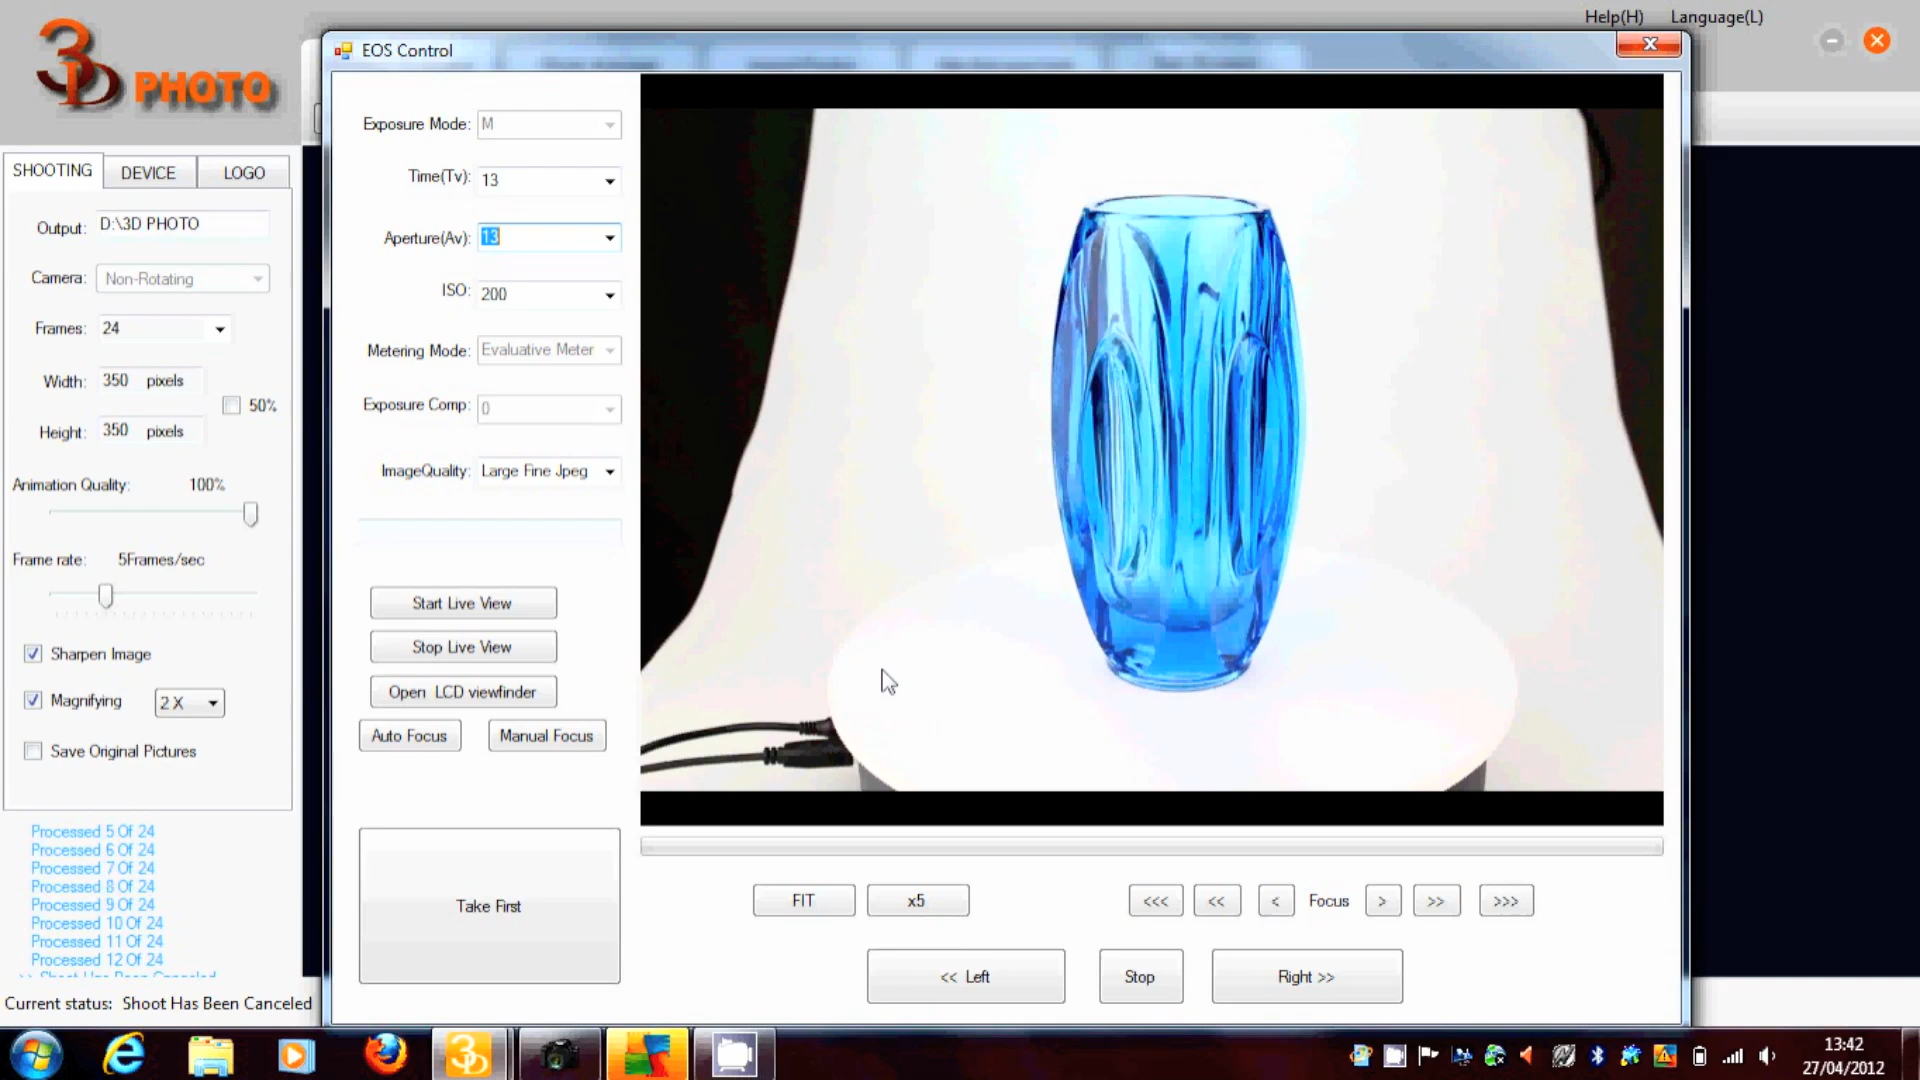 Help(H) Language(L)
3D PHOTO
EOS Control
SHOOTING DEVICE LOGO
Output: D:\3D PHOTO
Camera: Non-Rotating
Frames: 24
Width: 350 pixels
50%
Height: 350 pixels
Animation Quality: 100%
Frame rate: 5Frames/sec
Sharpen Image
Magnifying 2 X
Save Original Pictures
Processed 5 Of 24
Processed 6 Of 24
Processed 7 Of 24
Processed 8 Of 24
Processed 9 Of 24
Processed 10 Of 24
Processed 11 Of 24
Processed 12 Of 24
>> Shoot Has Been Canceled
Current status: Shoot Has Been Canceled
Exposure Mode: M
Time(Tv): 13
Aperture(Av): 13
ISO: 200
Metering Mode: Evaluative Meter
Exposure Comp: 0
ImageQuality: Large Fine Jpeg
Start Live View
Stop Live View
Open LCD viewfinder
Auto Focus Manual Focus
Take First
FIT x5 <<< << < Focus > >> >>>
<< Left Stop Right >>
3D
13:42
27/04/2012